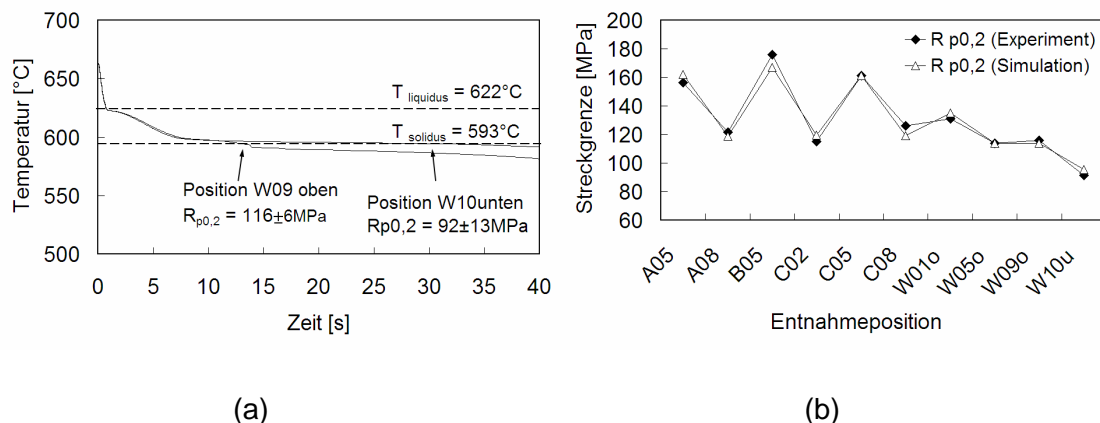 700
650
600
550
500
Temperatur [°C]
T liquidus = 622°C
T solidus = 593°C
Position W09 oben
Rp0,2 = 116±6MPa
Position W10unten
Rp0,2 = 92±13MPa
0 5 10 15 20 25 30 35 40
Zeit [s]
(a)
200
180
160
140
120
100
80
60
Streckgrenze [MPa]
R p0,2 (Experiment)
R p0,2 (Simulation)
A05 A08 B05 C02 C05 C08 W01o W05o W09o W10u
Entnahmeposition
(b)